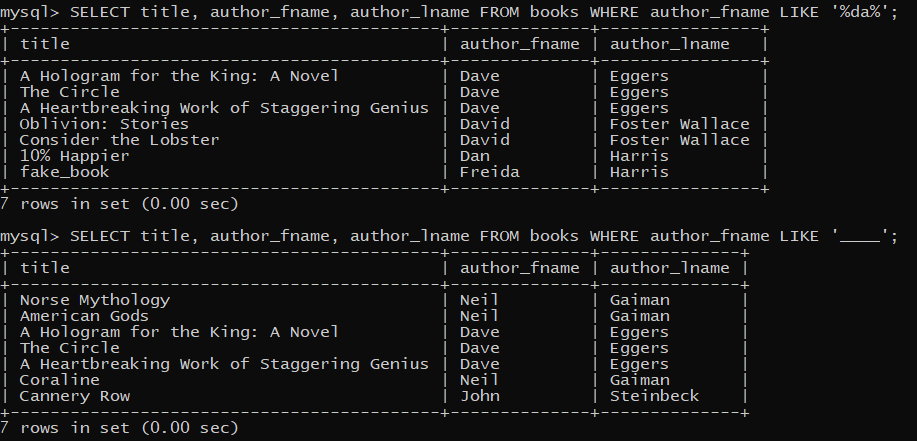 mysql> SELECT title, author_fname, author_lname FROM books WHERE author_fname LIKE '%da%';
+-------------------------------------------+--------------+----------------+
| title                                     | author_fname | author_lname   |
+-------------------------------------------+--------------+----------------+
| A Hologram for the King: A Novel          | Dave         | Eggers         |
| The Circle                                | Dave         | Eggers         |
| A Heartbreaking Work of Staggering Genius | Dave         | Eggers         |
| Oblivion: Stories                         | David        | Foster Wallace |
| Consider the Lobster                      | David        | Foster Wallace |
| 10% Happier                               | Dan          | Harris         |
| fake_book                                 | Freida       | Harris         |
+-------------------------------------------+--------------+----------------+
7 rows in set (0.00 sec)
mysql> SELECT title, author_fname, author_lname FROM books WHERE author_fname LIKE '____';
+-------------------------------------------+--------------+--------------+
| title                                     | author_fname | author_lname |
+-------------------------------------------+--------------+--------------+
| Norse Mythology                           | Neil         | Gaiman       |
| American Gods                             | Neil         | Gaiman       |
| A Hologram for the King: A Novel          | Dave         | Eggers       |
| The Circle                                | Dave         | Eggers       |
| A Heartbreaking Work of Staggering Genius | Dave         | Eggers       |
| Coraline                                  | Neil         | Gaiman       |
| Cannery Row                               | John         | Steinbeck    |
+-------------------------------------------+--------------+--------------+
7 rows in set (0.00 sec)